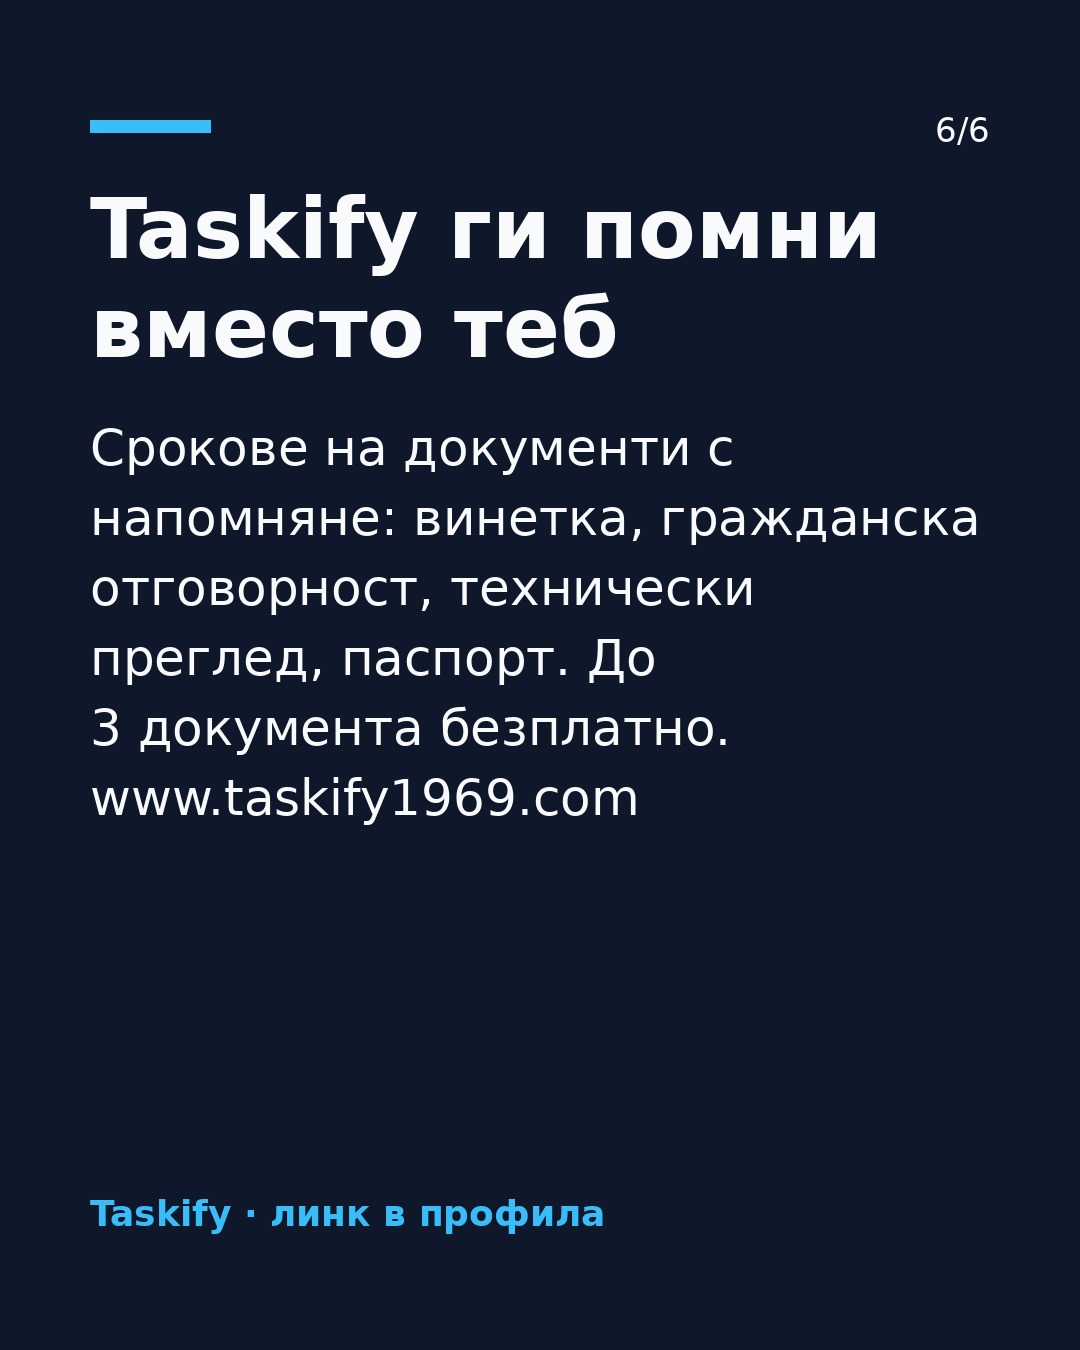 6/6
Taskify ги помни
вместо теб
Срокове на документи с
напомняне: винетка, гражданска
отговорност, технически
преглед, паспорт. До
3 документа безплатно.
www.taskify1969.com
Taskify · линк в профила